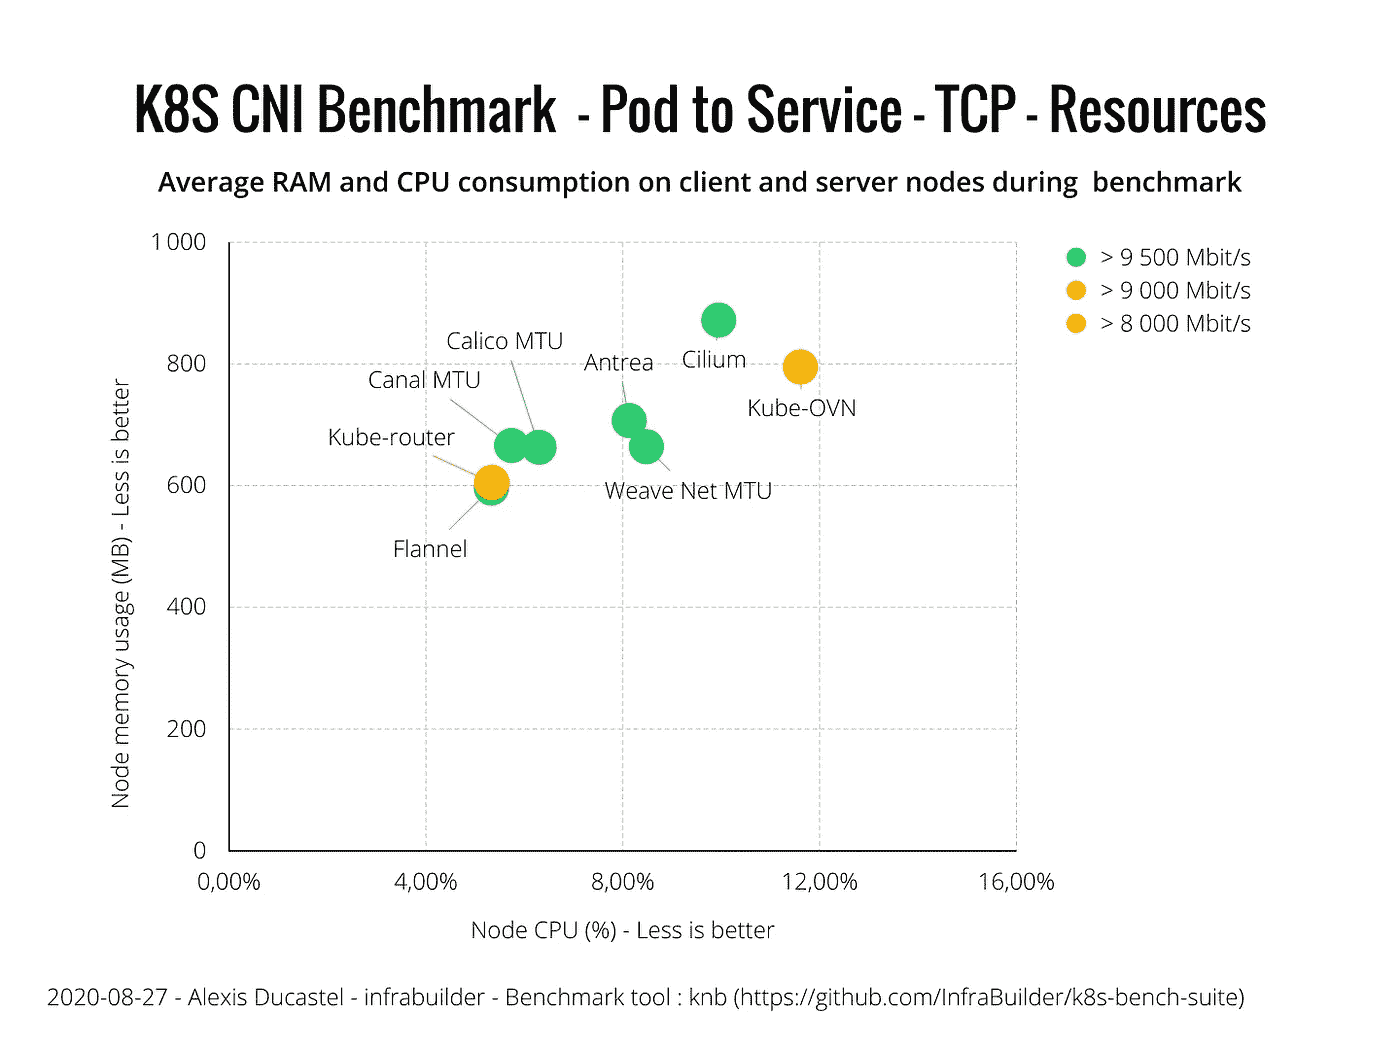 K8S CNI Benchmark - Pod to Service - TCP - Resources
Average RAM and CPU consumption on client and server nodes during benchmark
1 000
800
600
400
200
0
Node memory usage (MB) - Less is better
Calico MTU
Canal MTU
Kube-router
Flannel
Antrea
Cilium
Kube-OVN
Weave Net MTU
> 9 500 Mbit/s
> 9 000 Mbit/s
> 8 000 Mbit/s
0,00% 4,00% 8,00% 12,00% 16,00%
Node CPU (%) - Less is better
2020-08-27 - Alexis Ducastel - infrabuilder - Benchmark tool : knb (https://github.com/InfraBuilder/k8s-bench-suite)